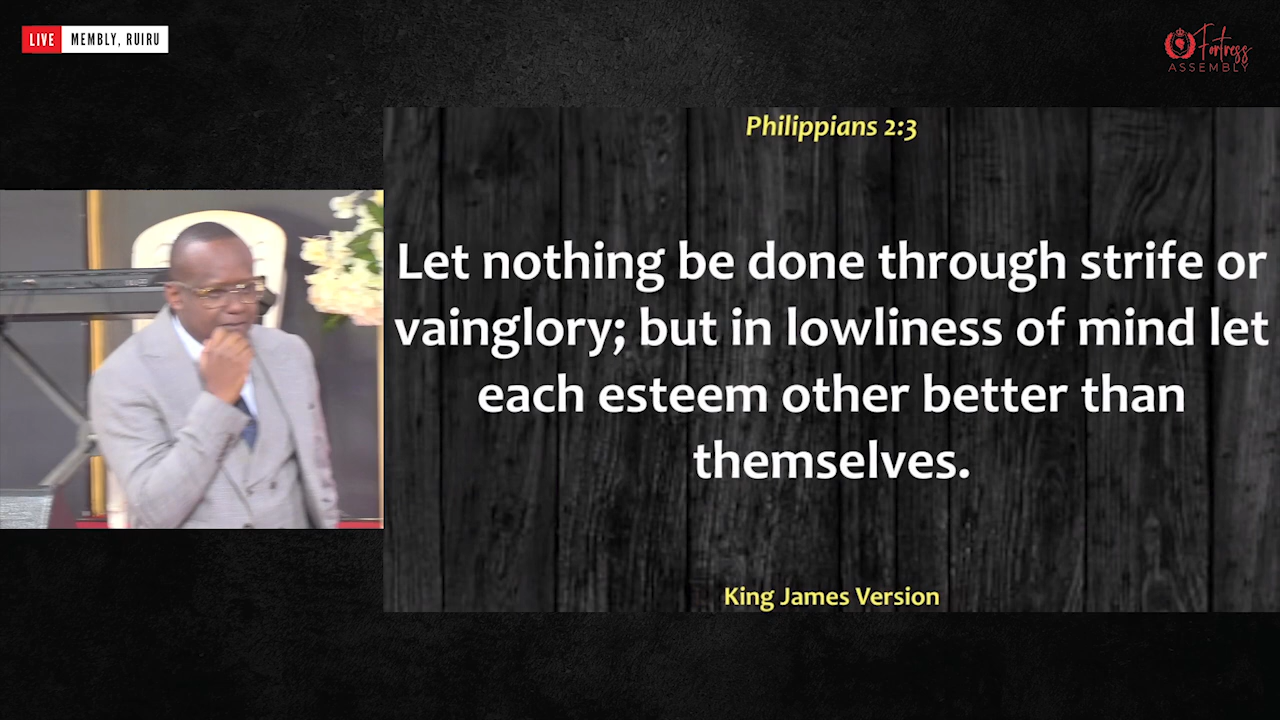 LIVE MEMBLY, RUIRU
Fortress
ASSEMBLY
Philippians 2:3
Let nothing be done through strife or
vainglory; but in lowliness of mind let
each esteem other better than
themselves.
King James Version